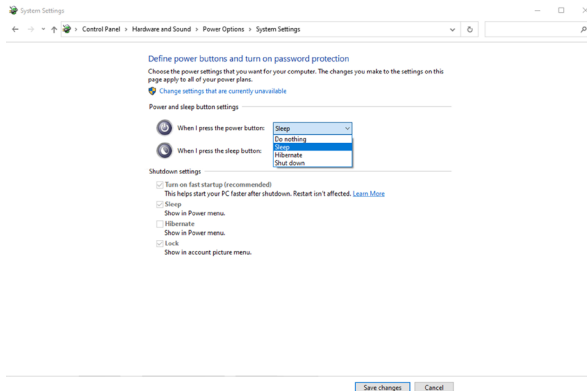 System Settings
Control Panel > Hardware and Sound > Power Options > System Settings
Define power buttons and turn on password protection
Choose the power settings that you want for your computer. The changes you make to the settings on this
page apply to all of your power plans.
Change settings that are currently unavailable
Power and sleep button settings
When I press the power button: Sleep
Do nothing
Sleep
When I press the sleep button:
Hibernate
Shut down
Shutdown settings
Turn on fast startup (recommended)
This helps start your PC faster after shutdown. Restart isn't affected. Learn More
Sleep
Show in Power menu.
Hibernate
Show in Power menu.
Lock
Show in account picture menu.
Save changes Cancel